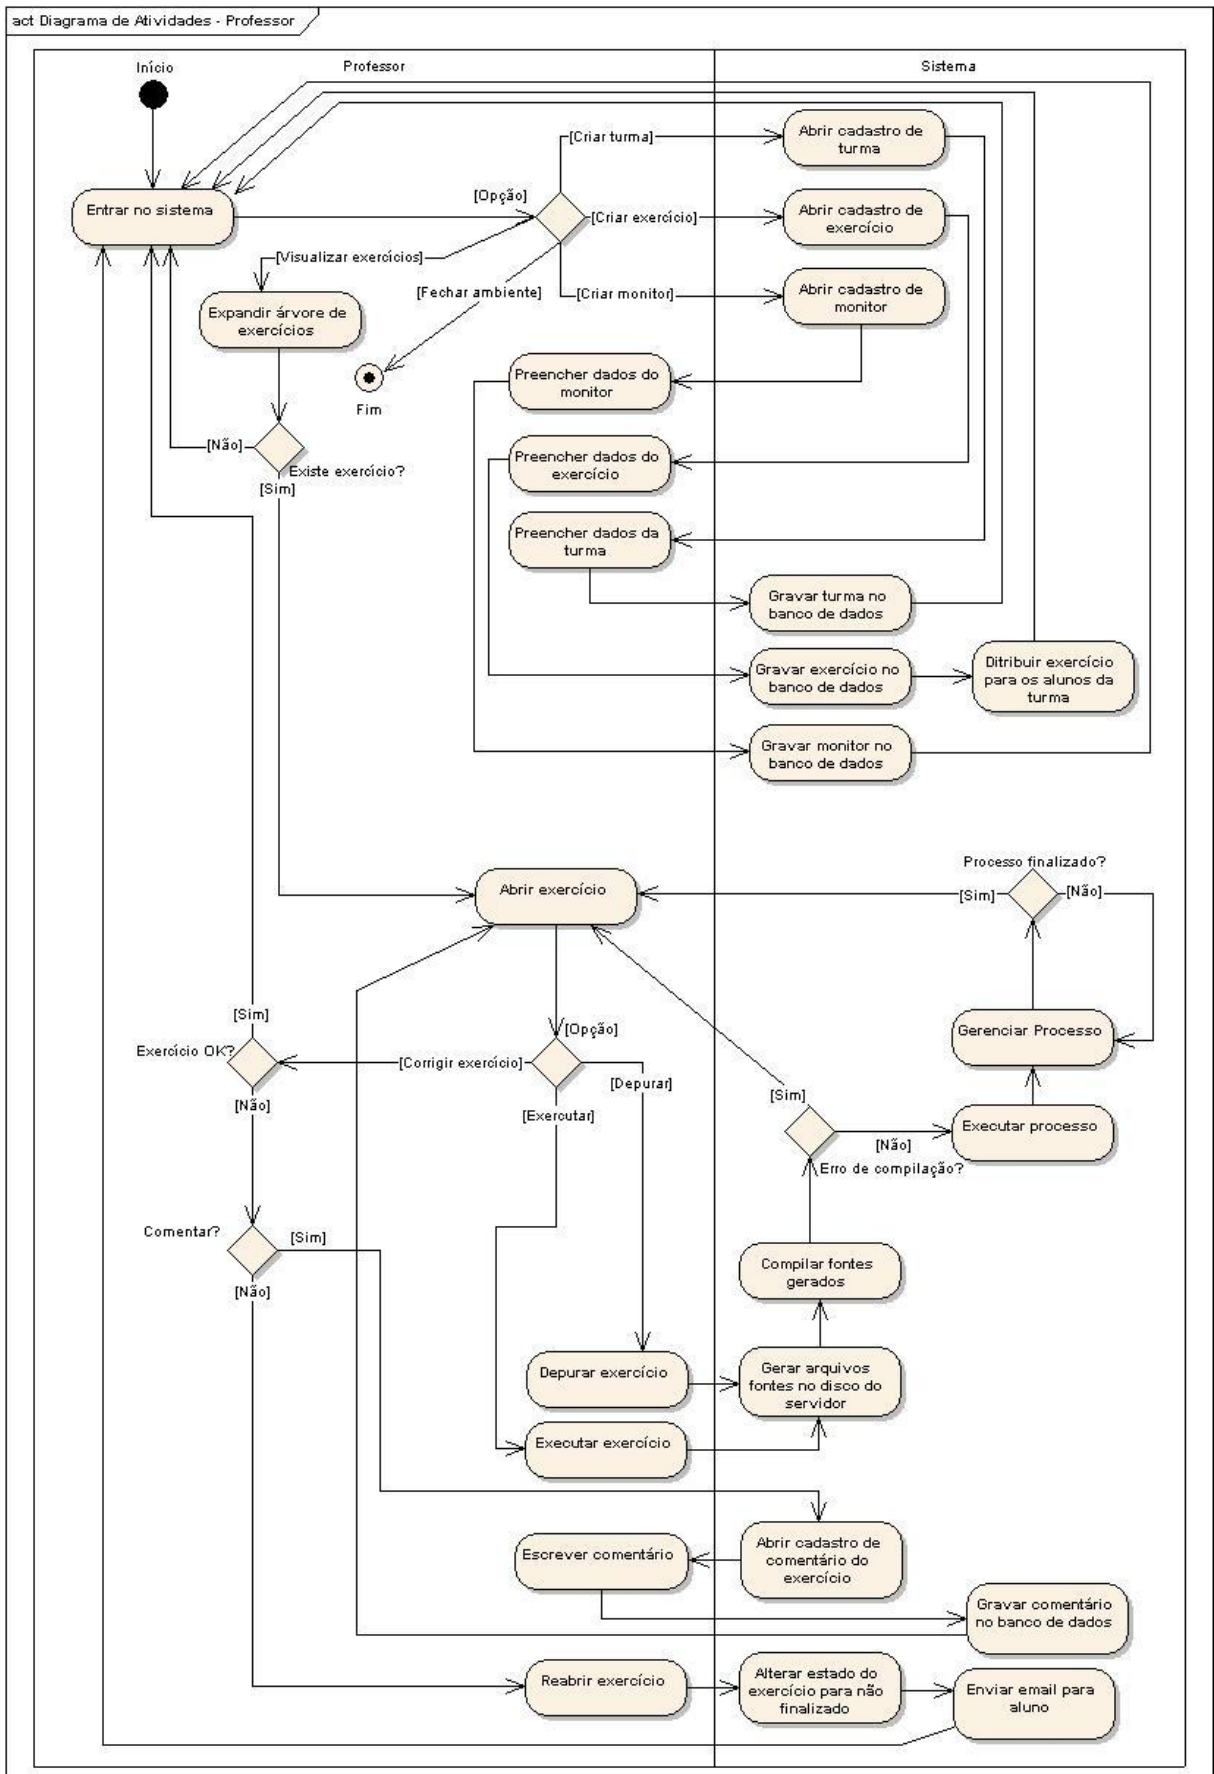 act Diagrama de Atividades - Professor
Início
Professor
Sistema
[Criar turma]
Abrir cadastro de
turma
Entrar no sistema
[Opção]
[Criar exercício]
Abrir cadastro de
exercício
[Visualizar exercícios]
[Fechar ambiente]
[Criar monitor]
Abrir cadastro de
monitor
Expandir árvore de
exercícios
Fim
Preencher dados do
monitor
[Não]
Existe exercício?
[Sim]
Preencher dados do
exercício
Preencher dados da
turma
Gravar turma no
banco de dados
Gravar exercício no
banco de dados
Ditribuir exercício
para os alunos da
turma
Gravar monitor no
banco de dados
Processo finalizado?
Abrir exercício
[Sim]
[Não]
[Sim]
[Opção]
Gerenciar Processo
Exercício OK?
[Corrigir exercício]
[Depurar]
[Não]
[Exercutar]
[Sim]
Executar processo
[Não]
Erro de compilação?
Comentar?
[Sim]
[Não]
Compilar fontes
gerados
Depurar exercício
Gerar arquivos
fontes no disco do
servidor
Executar exercício
Escrever comentário
Abrir cadastro de
comentário do
exercício
Gravar comentário
no banco de dados
Reabrir exercício
Alterar estado do
exercício para não
finalizado
Enviar email para
aluno